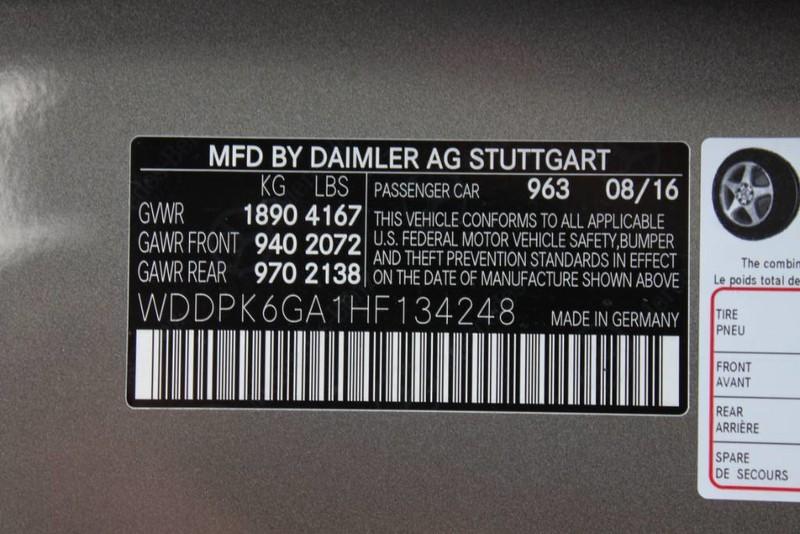 MFD BY DAIMLER AG STUTTGART
KG LBS
GVWR 1890 4167
GAWR FRONT 940 2072
GAWR REAR 970 2138
PASSENGER CAR 963 08/16
THIS VEHICLE CONFORMS TO ALL APPLICABLE
U.S. FEDERAL MOTOR VEHICLE SAFETY,BUMPER
AND THEFT PREVENTION STANDARDS IN EFFECT
ON THE DATE OF MANUFACTURE SHOWN ABOVE
WDDPK6GA1HF134248 MADE IN GERMANY
The combin
Le poids total de
TIRE
PNEU
FRONT
AVANT
REAR
ARRIÈRE
SPARE
DE SECOURS